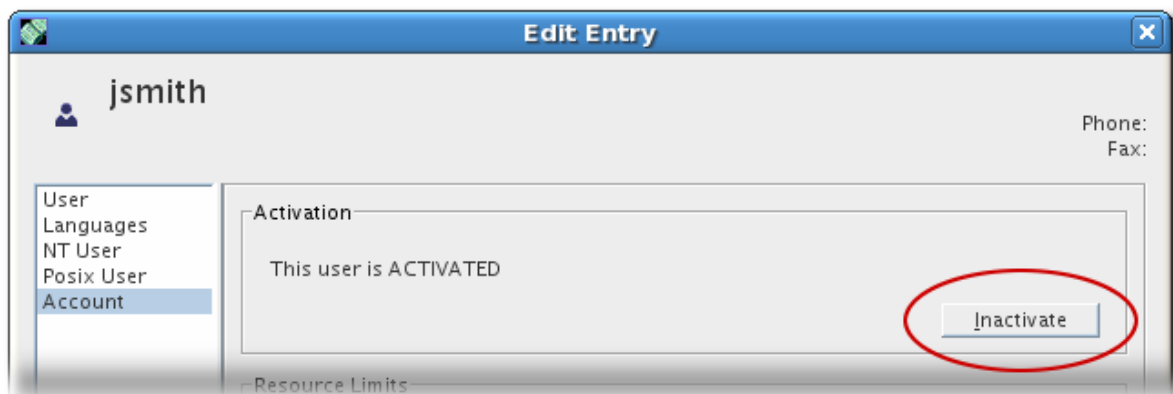 Edit Entry
jsmith
Phone:
Fax:
User
Languages
NT User
Posix User
Account
Activation
This user is ACTIVATED
Inactivate
Resource Limits